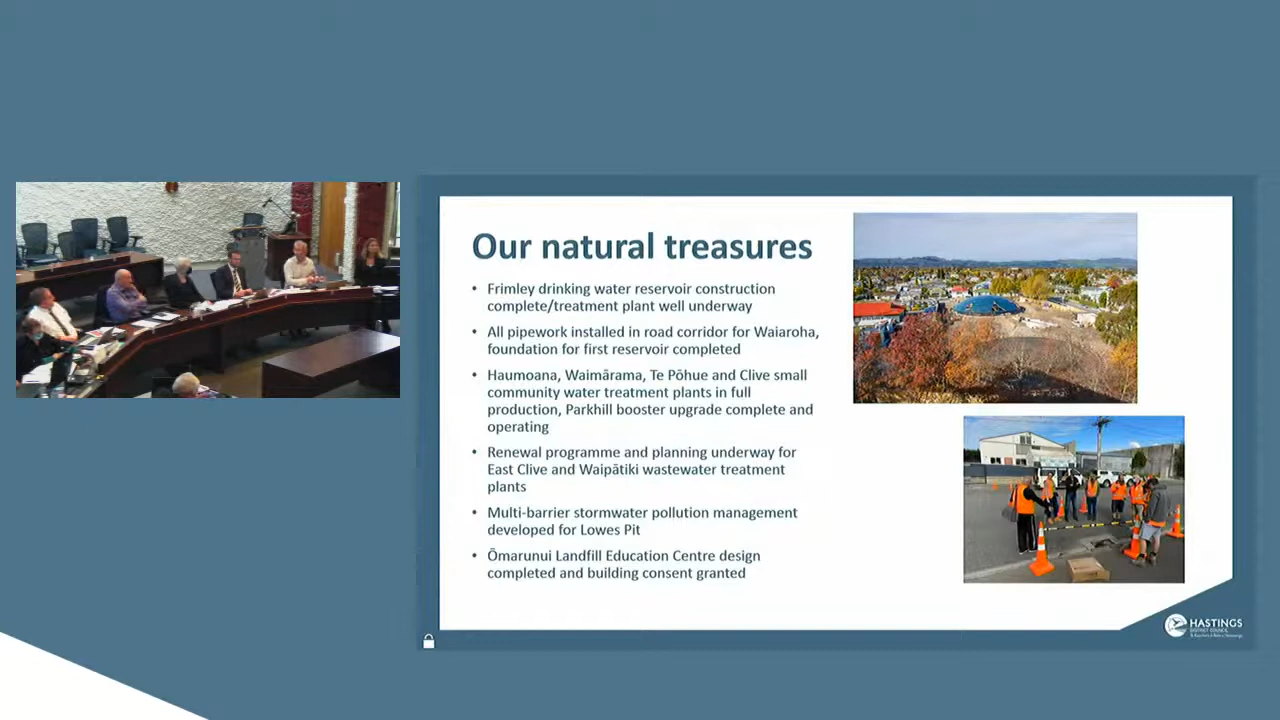 Our natural treasures
• Frimley drinking water reservoir construction
complete/treatment plant well underway
• All pipework installed in road corridor for Waiaroha,
foundation for first reservoir completed
• Haumoana, Waimārama, Te Pōhue and Clive small
community water treatment plants in full
production, Parkhill booster upgrade complete and
operating
• Renewal programme and planning underway for
East Clive and Waipātiki wastewater treatment
plants
• Multi-barrier stormwater pollution management
developed for Lowes Pit
• Ōmarunui Landfill Education Centre design
completed and building consent granted
HASTINGS
DISTRICT COUNCIL